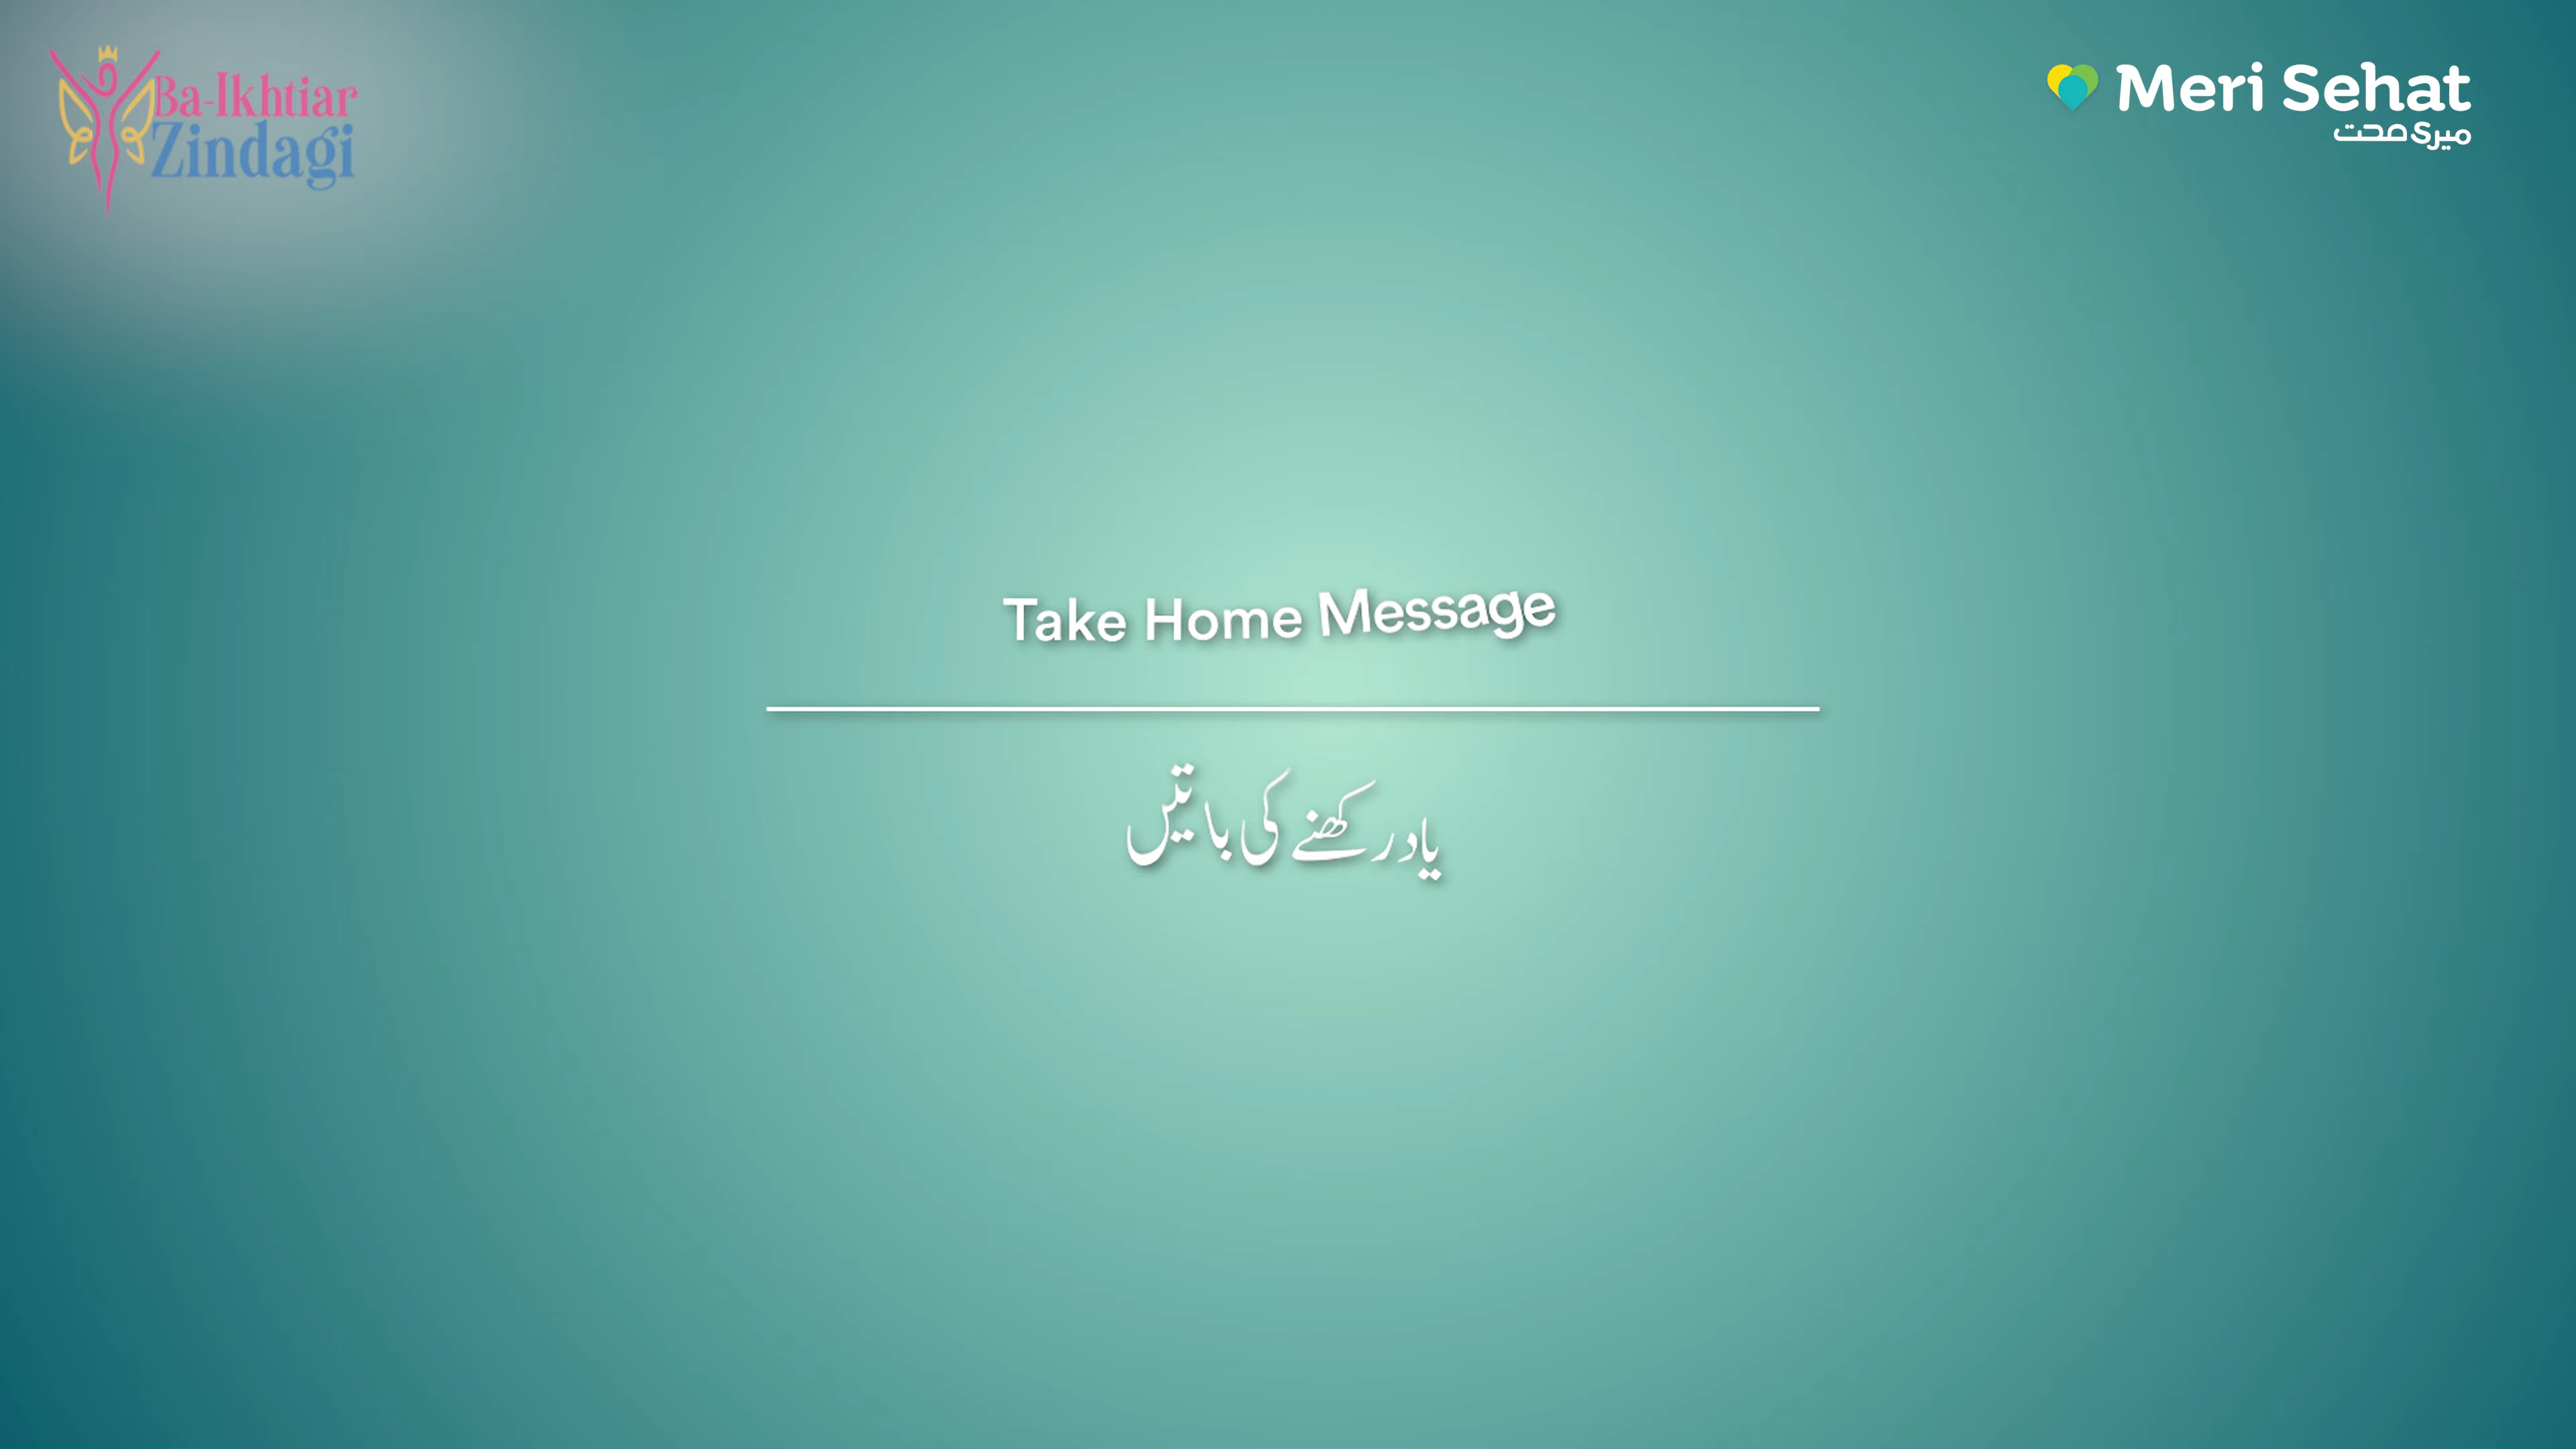 Ba-Ikhtiar
Zindagi
Meri Sehat
میری صحت
Take Home Message
یاد رکھنے کی باتیں